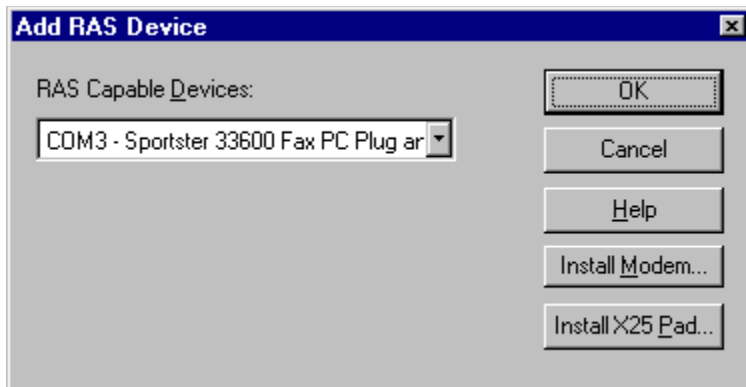 Add RAS Device
RAS Capable Devices:
OK
COM3 - Sportster 33600 Fax PC Plug ar
Cancel
Help
Install Modem...
Install X25 Pad...